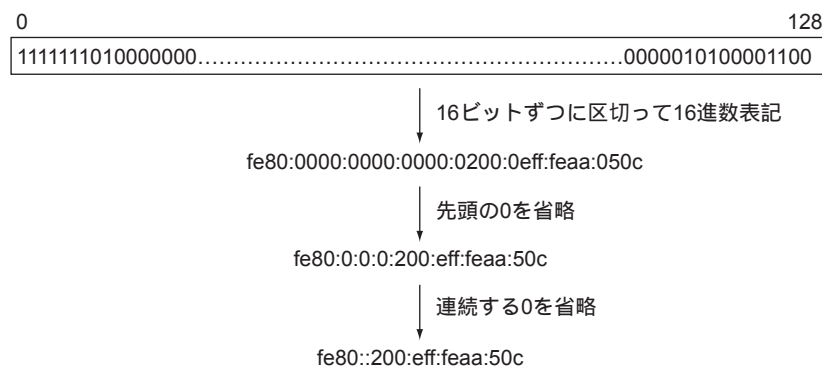 0 128
1111111010000000................................................................0000010100001100
16ビットずつに区切って16進数表記
fe80:0000:0000:0000:0200:0eff:feaa:050c
先頭の0を省略
fe80:0:0:0:200:eff:feaa:50c
連続する0を省略
fe80::200:eff:feaa:50c